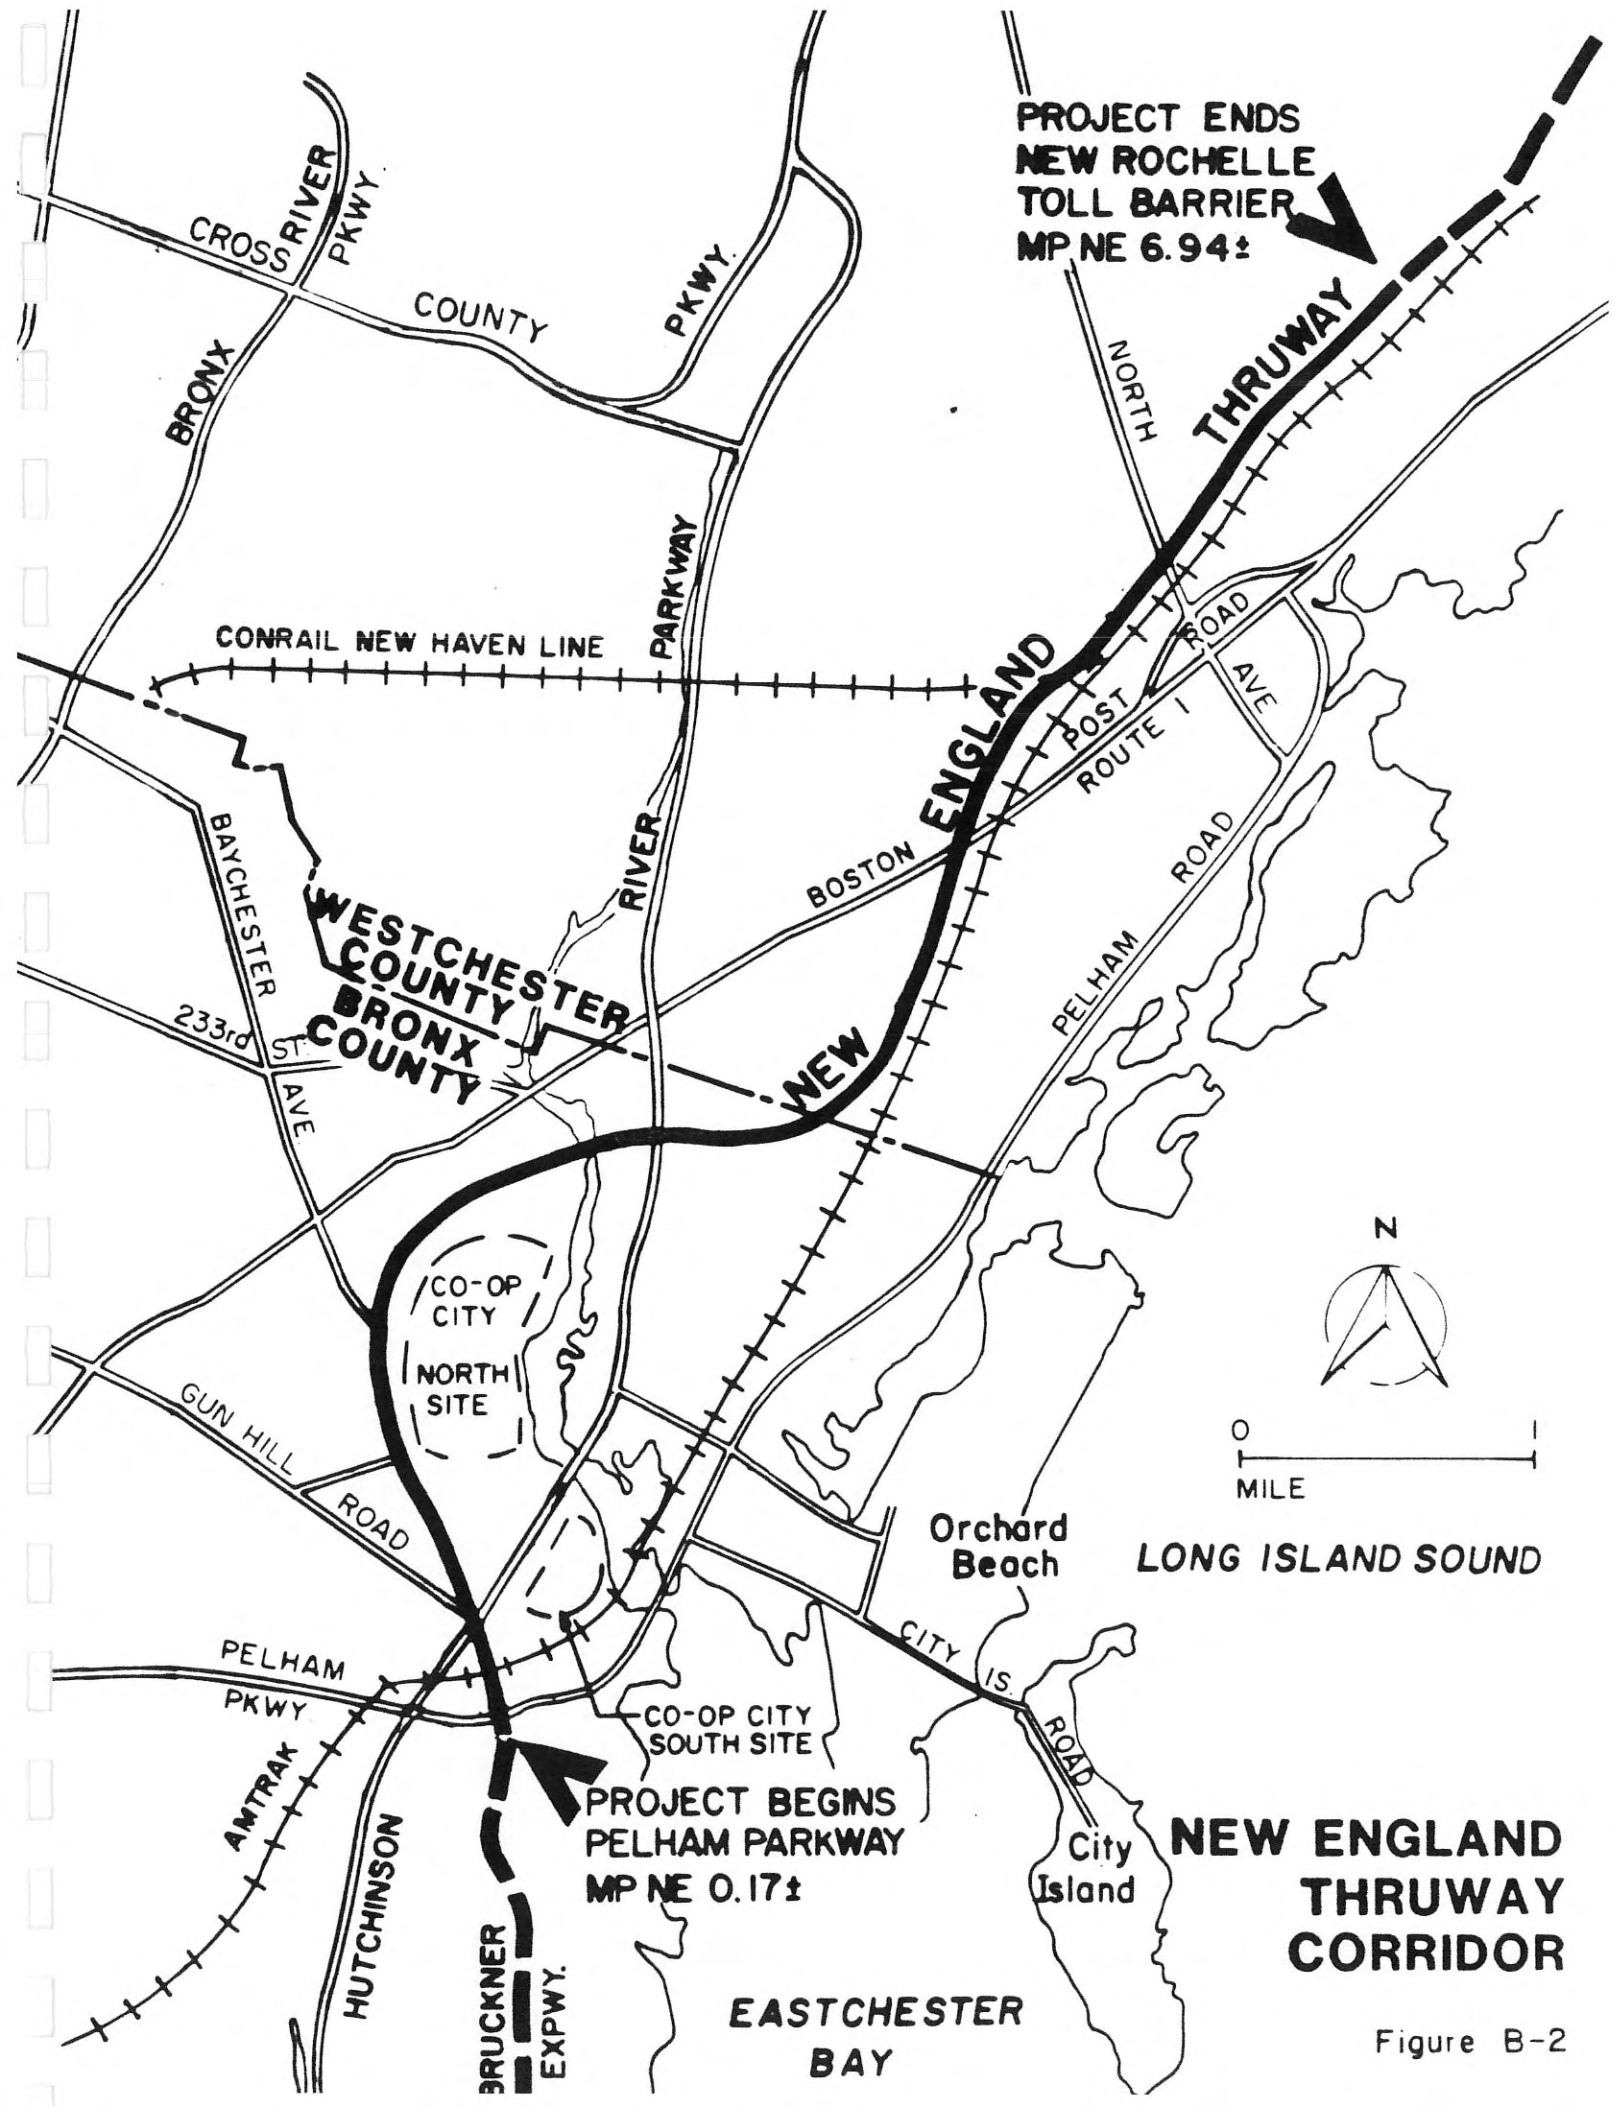 PROJECT ENDS
NEW ROCHELLE
TOLL BARRIER
MP NE 6.94±
CROSS
COUNTY
BRONX
RIVER
PKWY.
PKWY.
NORTH
AVE
NEW
ENGLAND
THRUWAY
CONRAIL NEW HAVEN LINE
HUTCHINSON
RIVER
PARKWAY
BOSTON
POST
ROAD
ROUTE 1
PELHAM
ROAD
BAYCHESTER
AVE.
233rd
ST.
WESTCHESTER
COUNTY
BRONX
COUNTY
CO-OP
CITY
NORTH
SITE
GUN HILL
ROAD
N
0 1
MILE
Orchard
Beach
LONG ISLAND SOUND
CITY
IS.
ROAD
PELHAM
PKWY
CO-OP CITY
SOUTH SITE
AMTRAK
PROJECT BEGINS
PELHAM PARKWAY
MP NE 0.17±
City
Island
BRUCKNER
EXPWY.
EASTCHESTER
BAY
NEW ENGLAND
THRUWAY
CORRIDOR
Figure B-2